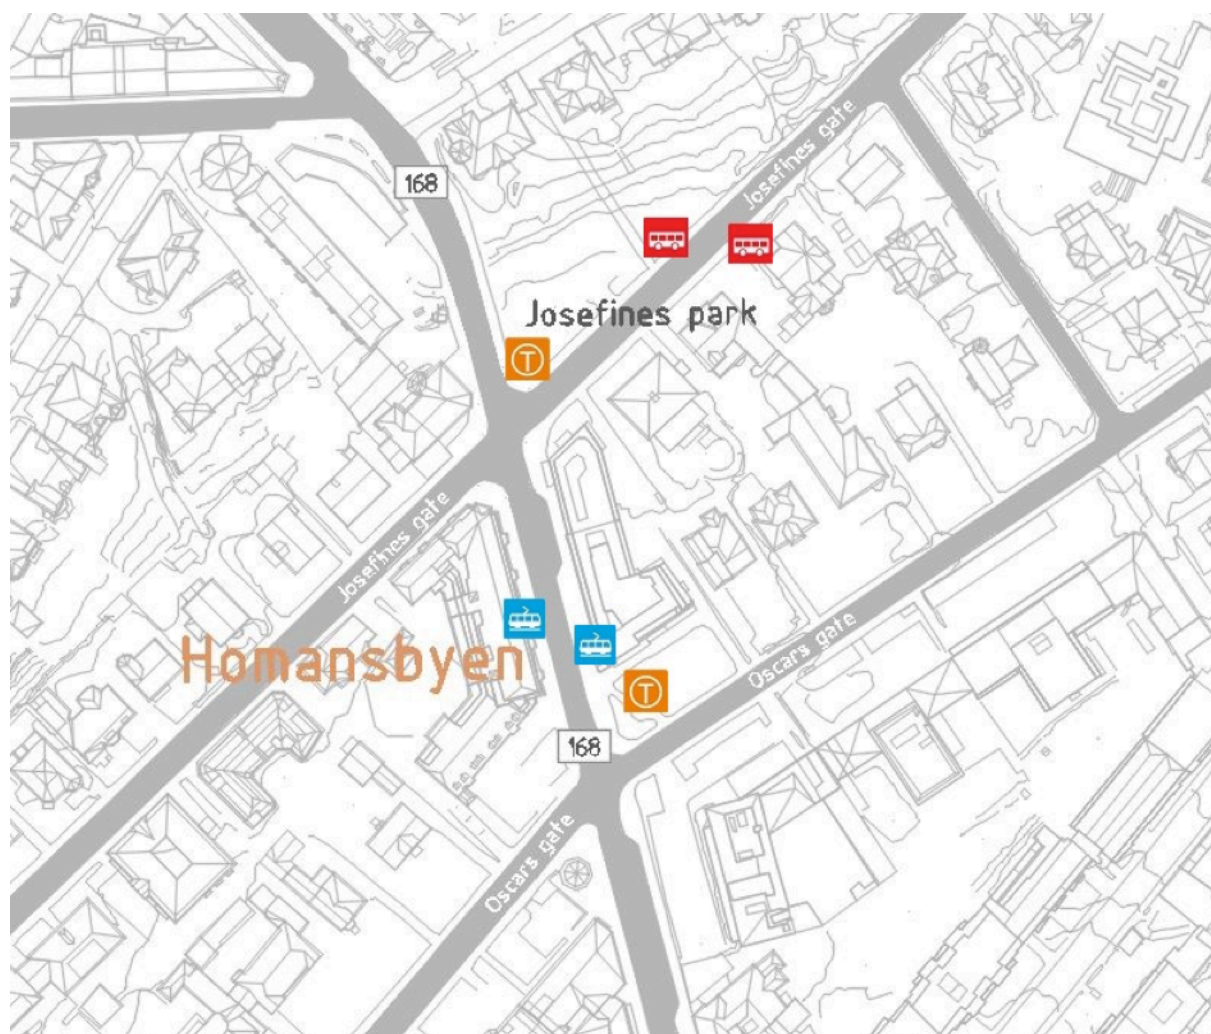 168
Josefines gate
Josefines park
T
Josefines gate
Homansbyen
Oscars gate
T
168
Oscars gate